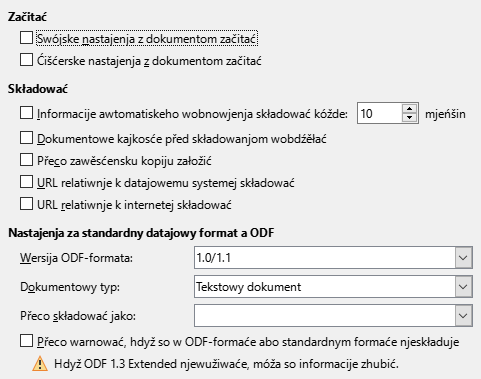 Začitać
Swójske nastajenja z dokumentom začitać
Ćišćerske nastajenja z dokumentom začitać
Składować
Informacije awtomatiskeho wobnowjenja składować kóžde: 10 mjeńšin
Dokumentowe kajkosće před składowanjom wobdźěłać
Přeco zawěsćensku kopiju założić
URL relatiwnje k datajowemu systemej składować
URL relatiwnje k internetej składować
Nastajenja za standardny datajowy format a ODF
Wersija ODF-formata: 1.0/1.1
Dokumentowy typ: Tekstowy dokument
Přeco składować jako:
Přeco warnować, hdyž so w ODF-formaće abo standardnym formaće njeskładuje
Hdyž ODF 1.3 Extended njewužiwaće, móža so informacije zhubić.